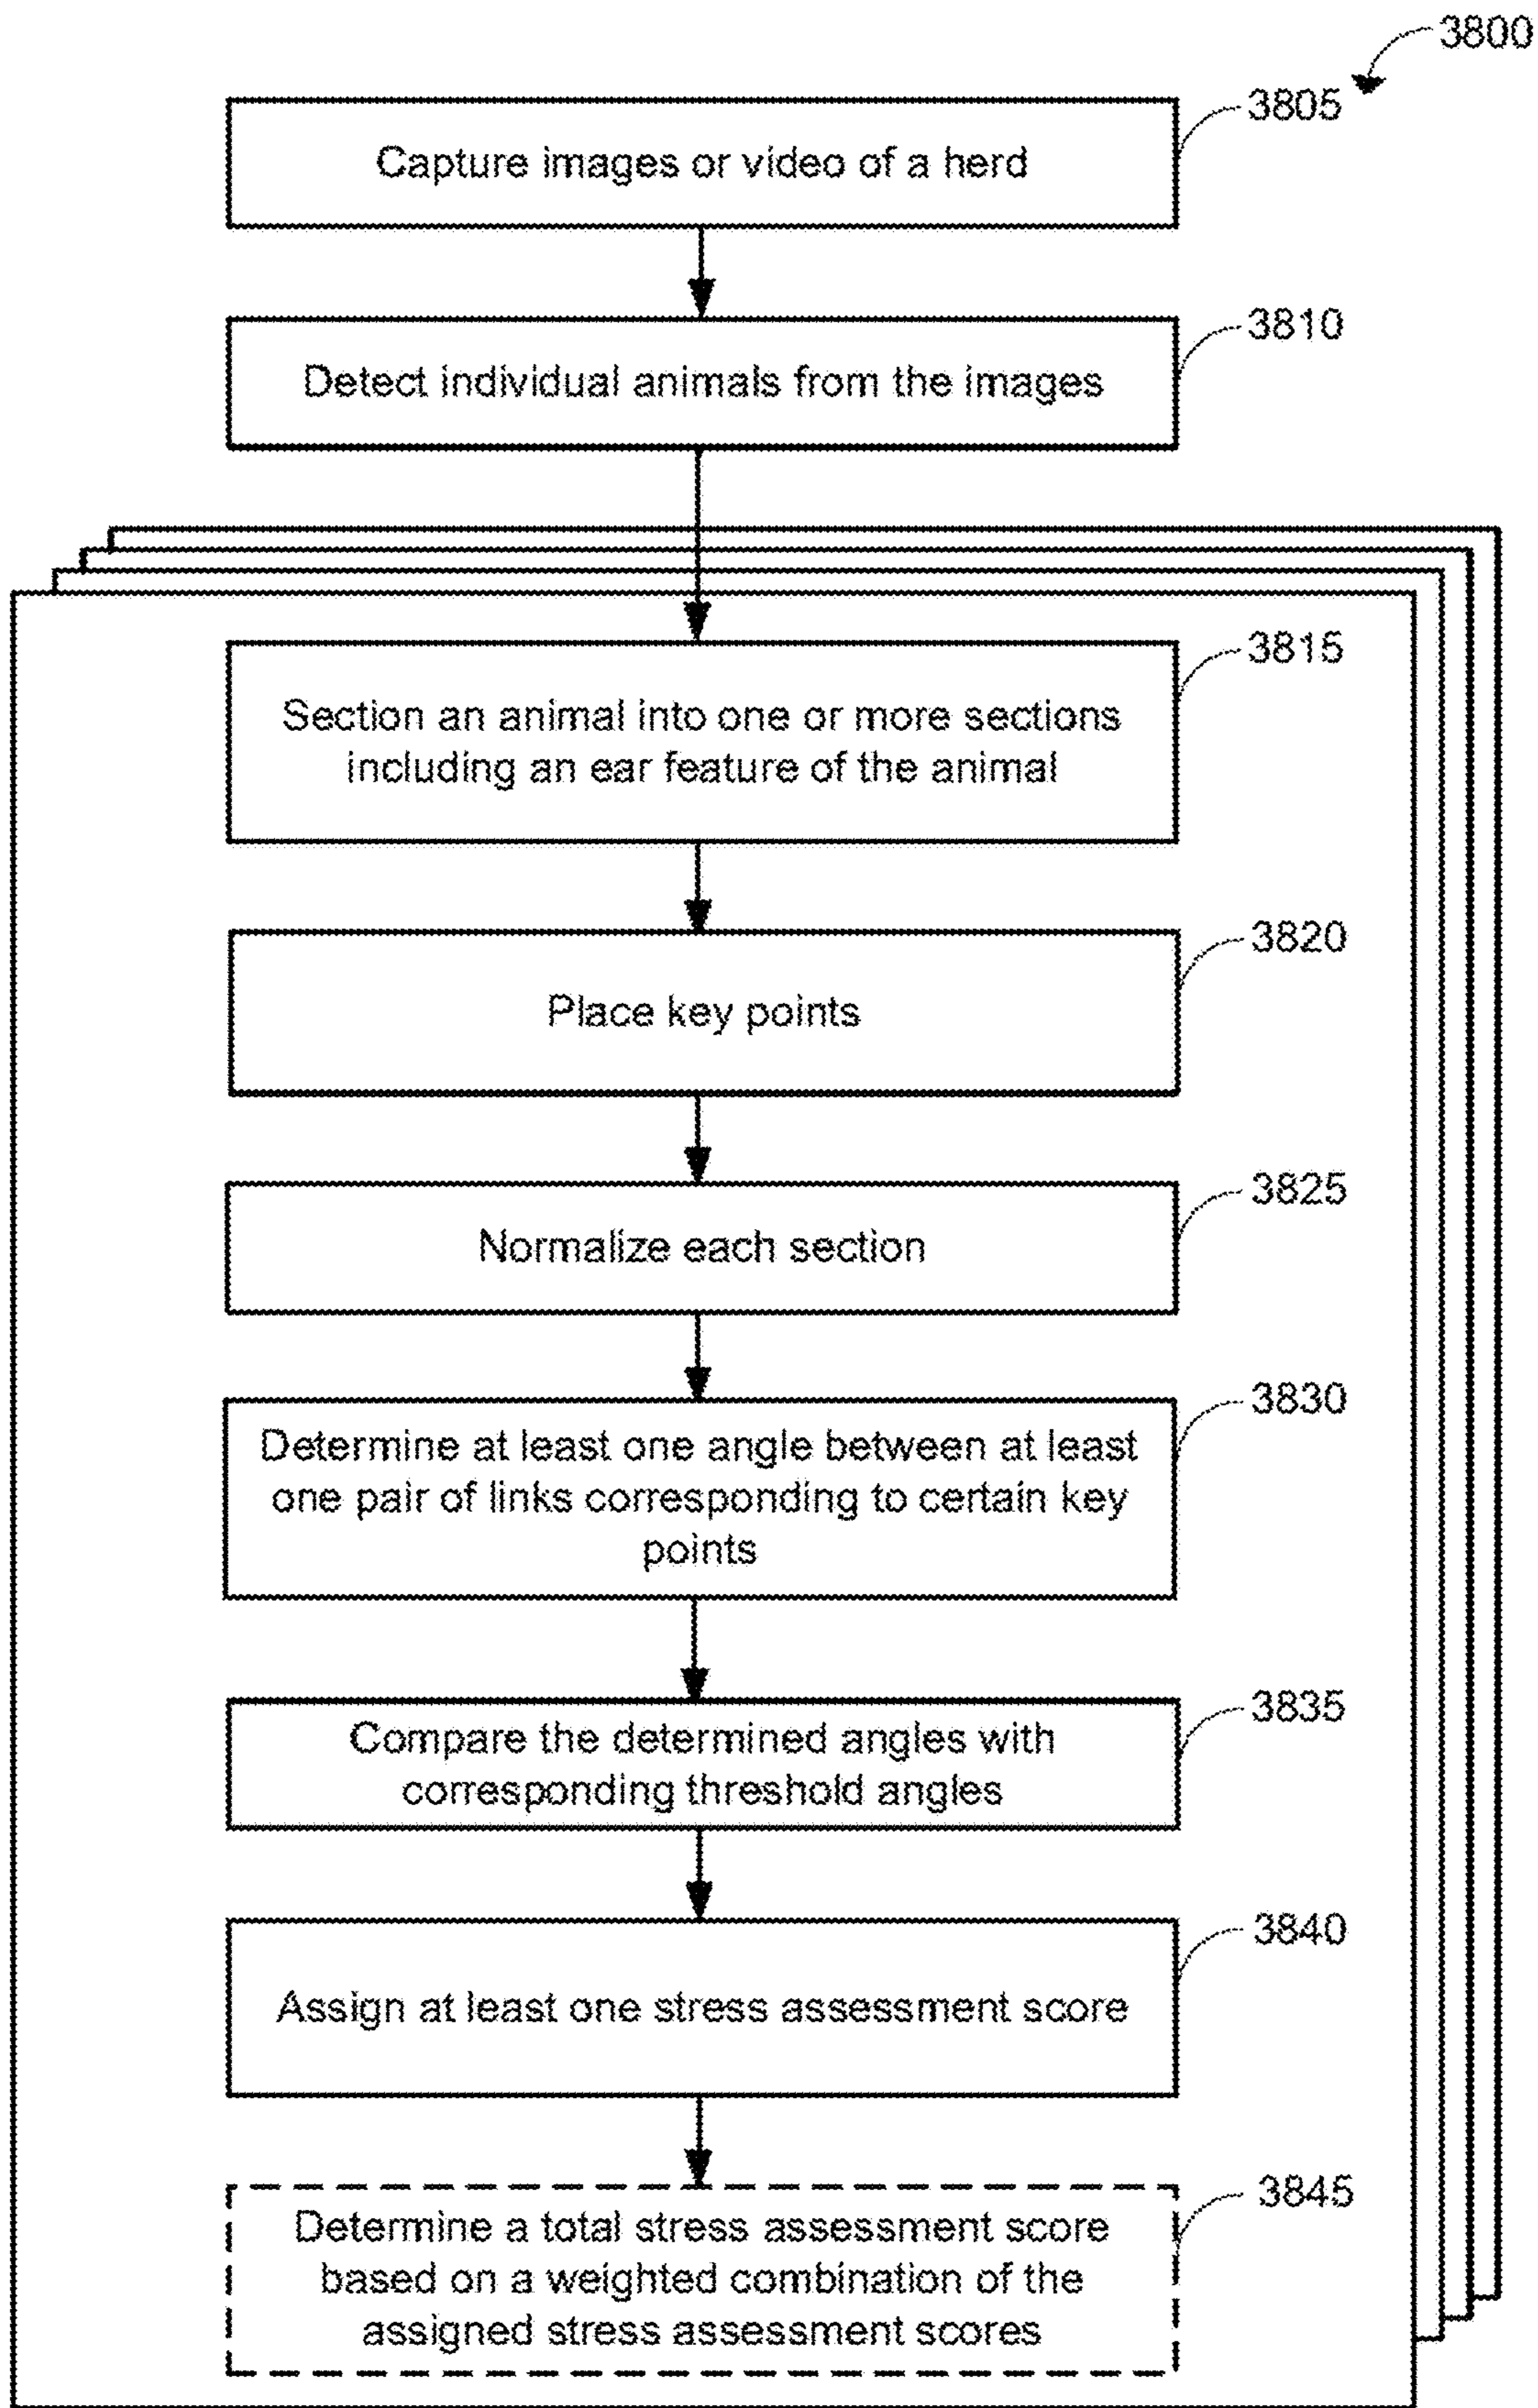 3800
3805
Capture images or video of a herd
3810
Detect individual animals from the images
3815
Section an animal into one or more sections
including an ear feature of the animal
3820
Place key points
3825
Normalize each section
3830
Determine at least one angle between at least
one pair of links corresponding to certain key
points
3835
Compare the determined angles with
corresponding threshold angles
3840
Assign at least one stress assessment score
3845
Determine a total stress assessment score
based on a weighted combination of the
assigned stress assessment scores